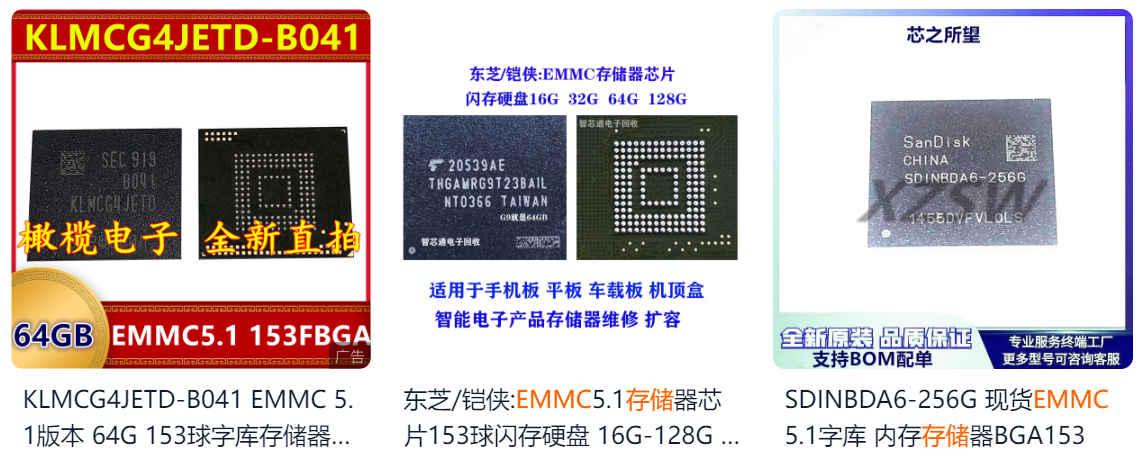 KLMCG4JETD-B041
SEC 919
B041
KLMCG4JETD
橄榄电子 全新直拍
64GB
EMMC5.1 153FBGA
广告
KLMCG4JETD-B041 EMMC 5.
1版本 64G 153球字库存储器...
东芝/铠侠:EMMC存储器芯片
闪存硬盘16G 32G 64G 128G
20539AE
THGAMRG9T23BAIL
NT0366 TAIWAN
G9就是64GB
智芯通电子回收
智芯通电子回收
适用于手机板 平板 车载板 机顶盒
智能电子产品存储器维修 扩容
东芝/铠侠:EMMC5.1存储器芯
片153球闪存硬盘 16G-128G ...
芯之所望
SanDisk
CHINA
SDINBDA6-256G
XZSW
1455DVFVL0LS
全新原装 品质保证
支持BOM配单
专业服务终端工厂
更多型号可咨询客服
SDINBDA6-256G 现货EMMC
5.1字库 内存存储器BGA153